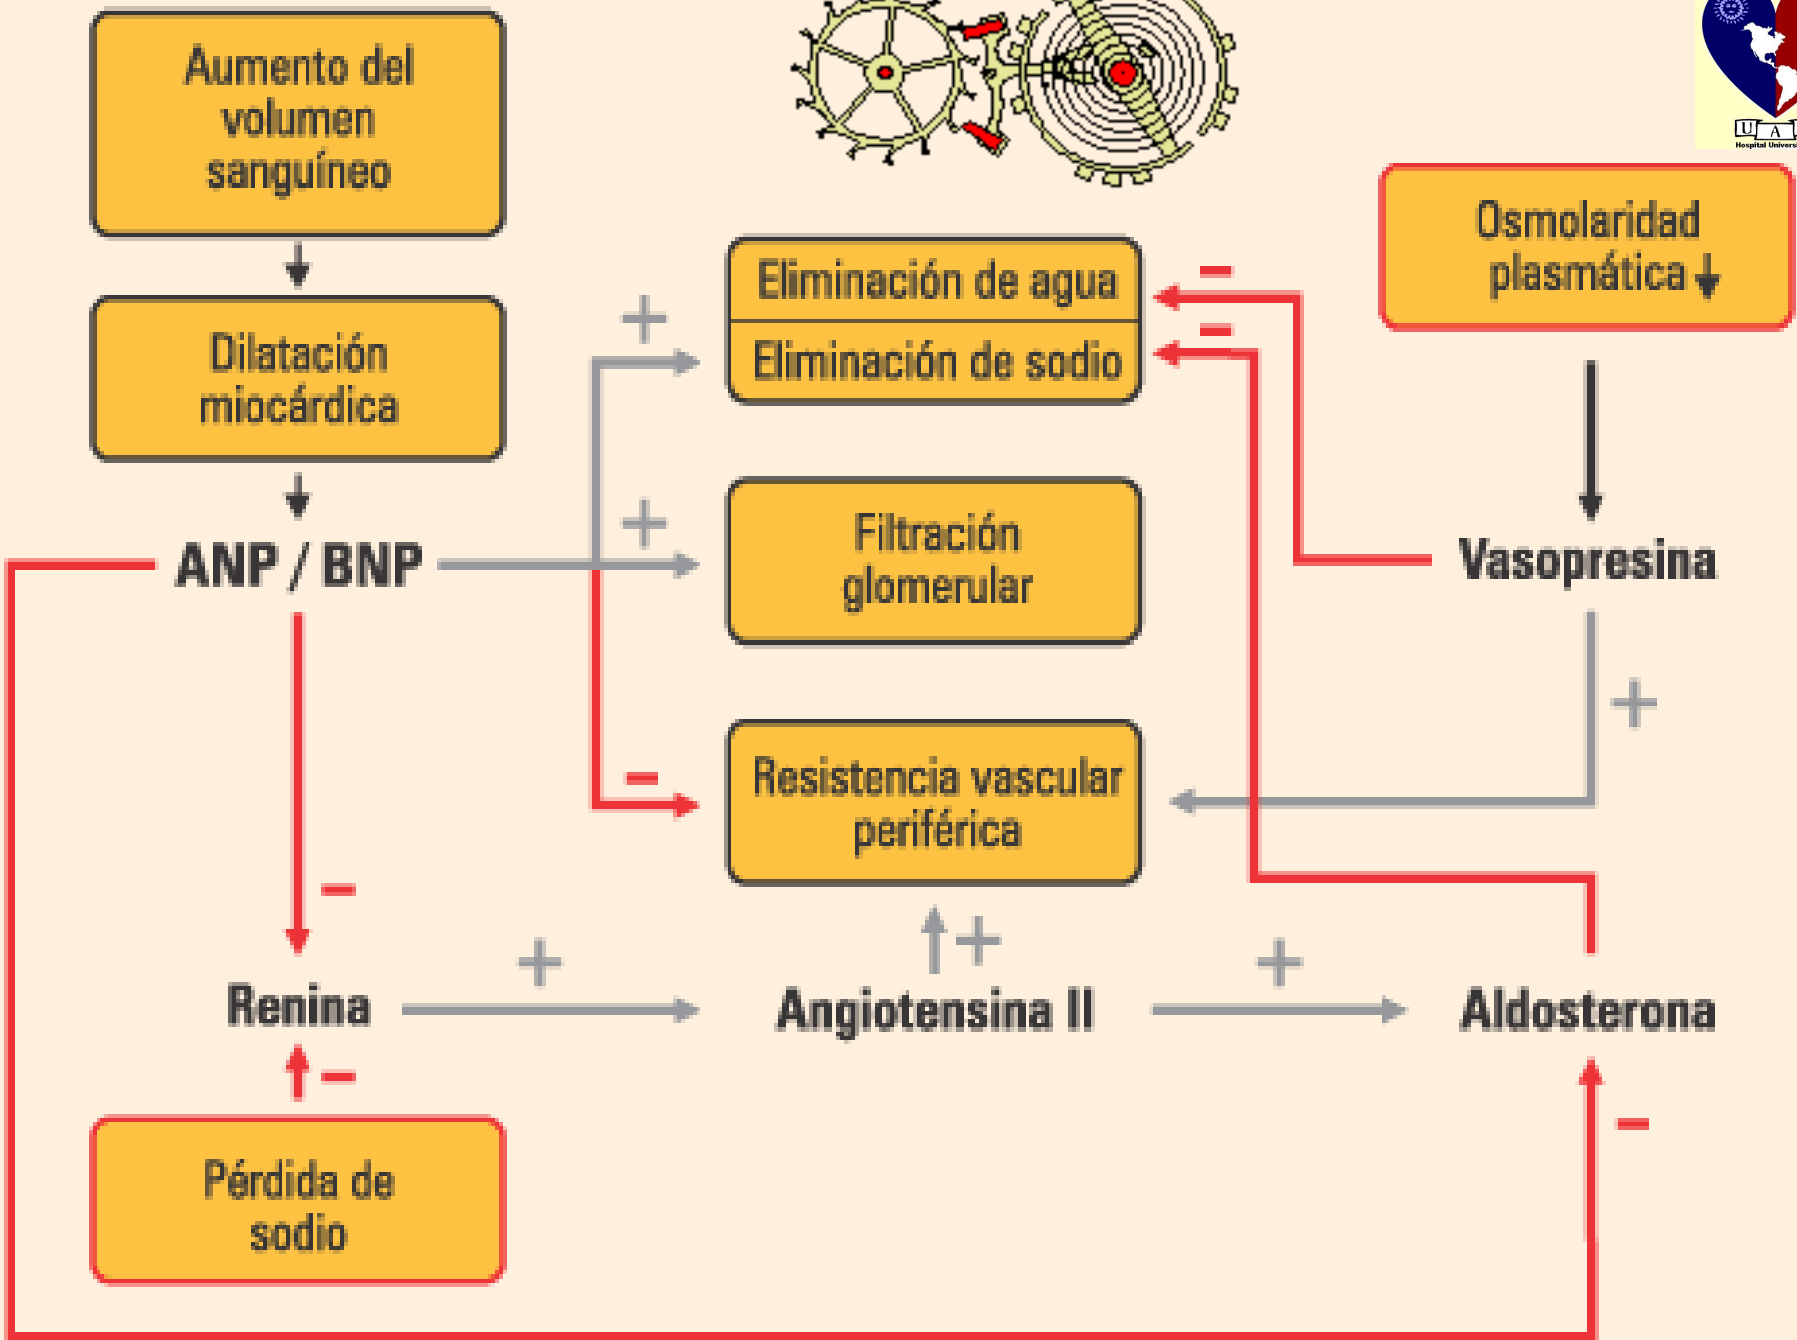 Aumento del
volumen
sanguíneo
Dilatación
miocárdica
ANP / BNP
Eliminación de agua
Eliminación de sodio
Filtración
glomerular
Resistencia vascular
periférica
Osmolaridad
plasmática ↓
Vasopresina
Renina
Angiotensina II
Aldosterona
Pérdida de
sodio
+
+
−
−
−
+
−
+
+
+
−
−
U A
Hospital